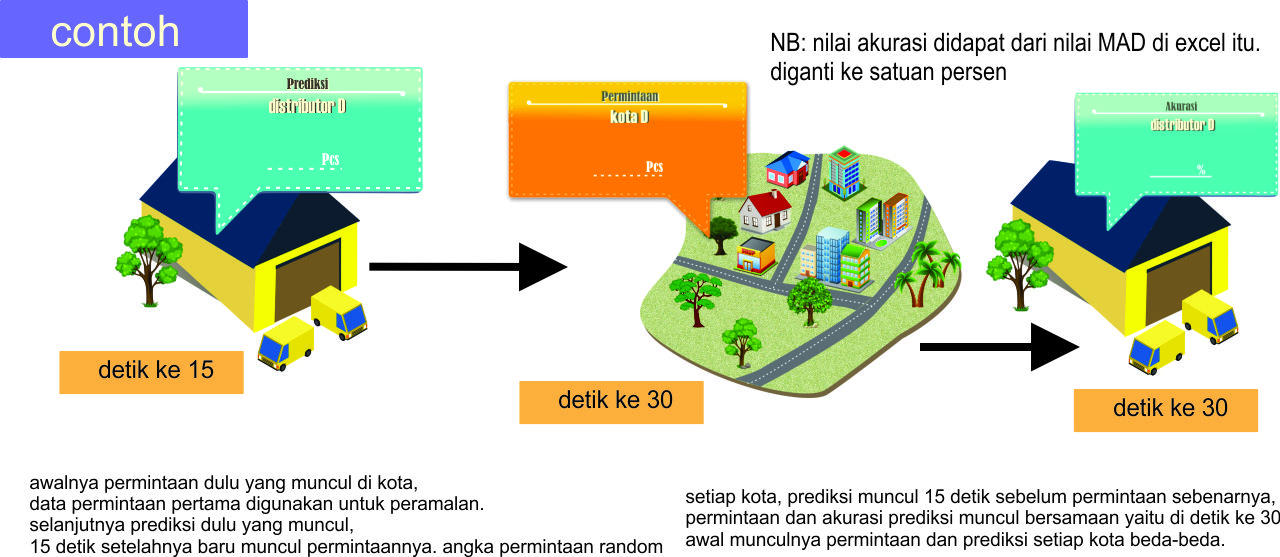 contoh
NB: nilai akurasi didapat dari nilai MAD di excel itu.
diganti ke satuan persen
Prediksi
distributor D
Pcs
Permintaan
kota D
Pcs
Akurasi
distributor D
%
detik ke 15
detik ke 30
detik ke 30
awalnya permintaan dulu yang muncul di kota,
data permintaan pertama digunakan untuk peramalan.
selanjutnya prediksi dulu yang muncul,
15 detik setelahnya baru muncul permintaannya. angka permintaan random
setiap kota, prediksi muncul 15 detik sebelum permintaan sebenarnya,
permintaan dan akurasi prediksi muncul bersamaan yaitu di detik ke 30
awal munculnya permintaan dan prediksi setiap kota beda-beda.